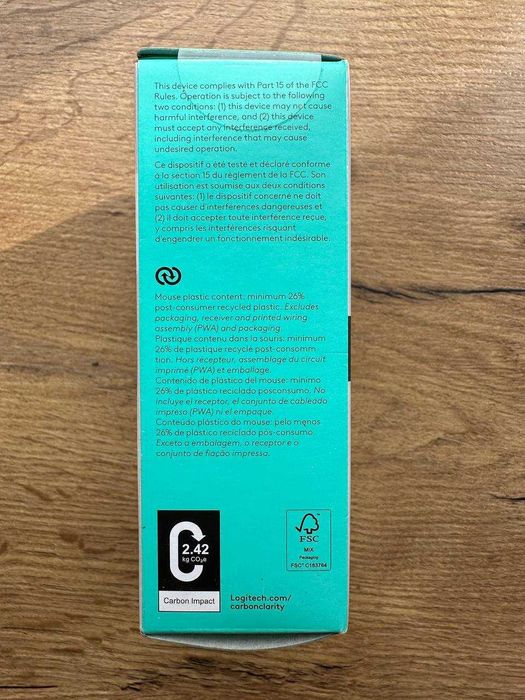 This device complies with Part 15 of the FCC
Rules. Operation is subject to the following
two conditions: (1) this device may not cause
harmful interference, and (2) this device
must accept any interference received,
including interference that may cause
undesired operation.
Ce dispositif a été testé et déclaré conforme
à la section 15 du règlement de la FCC. Son
utilisation est soumise aux deux conditions
suivantes: (1) le dispositif concerné ne doit
pas causer d'interférences dangereuses et
(2) il doit accepter toute interférence reçue,
y compris les interférences risquant
d'engendrer un fonctionnement indésirable.
Mouse plastic content: minimum 26%
post-consumer recycled plastic. Excludes
packaging, receiver and printed wiring
assembly (PWA) and packaging.
Plastique contenu dans la souris: minimum
26% de plastique recyclé post-consomm
tion. Hors récepteur, assemblage du circuit
imprimé (PWA) et emballage.
Contenido de plástico del mouse: mínimo
26% de plástico reciclado posconsumo. No
incluye el receptor, el conjunto de cableado
impreso (PWA) ni el empaque.
Conteúdo plástico do mouse: pelo menos
26% de plástico reciclado pós-consumo
Exceto a embalagem, o receptor e o
conjunto de fiação impressa.
2.42
kg CO₂e
Carbon Impact
Logitech.com/
carbonclarity
FSC
MIX
Packaging
FSC® C163764